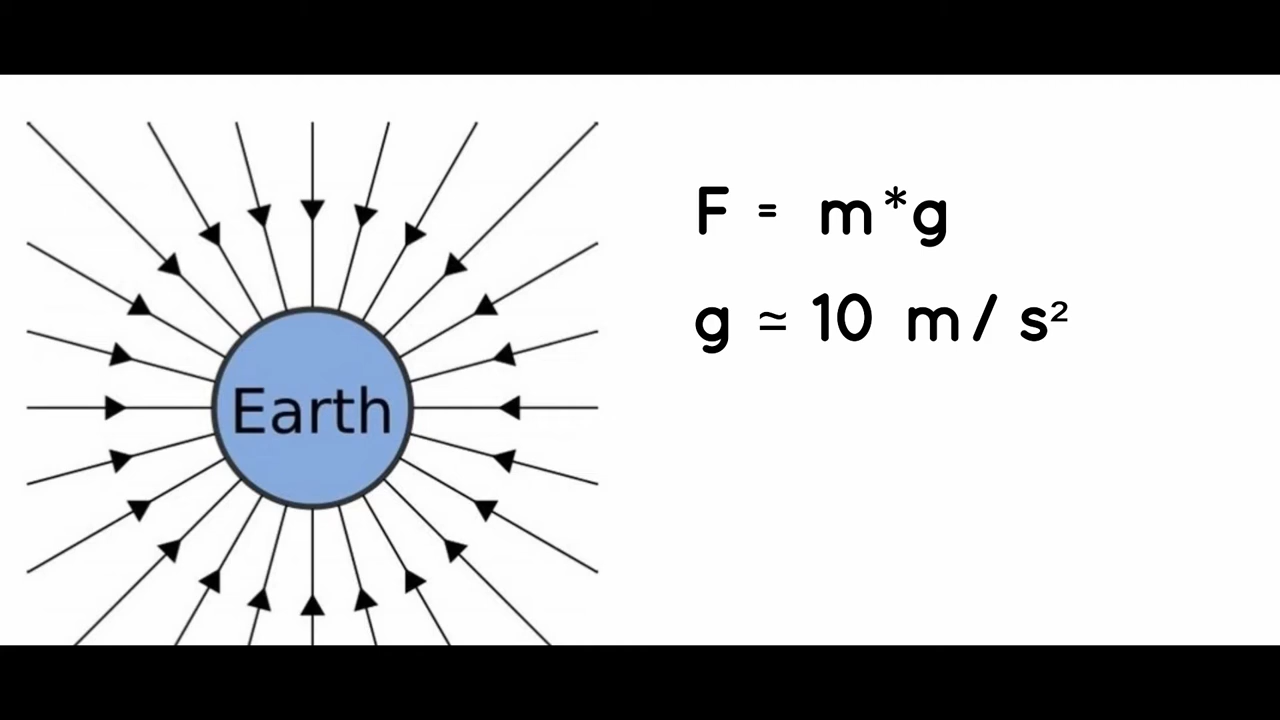 F = m*g
g ≃ 10 m/ s²
Earth